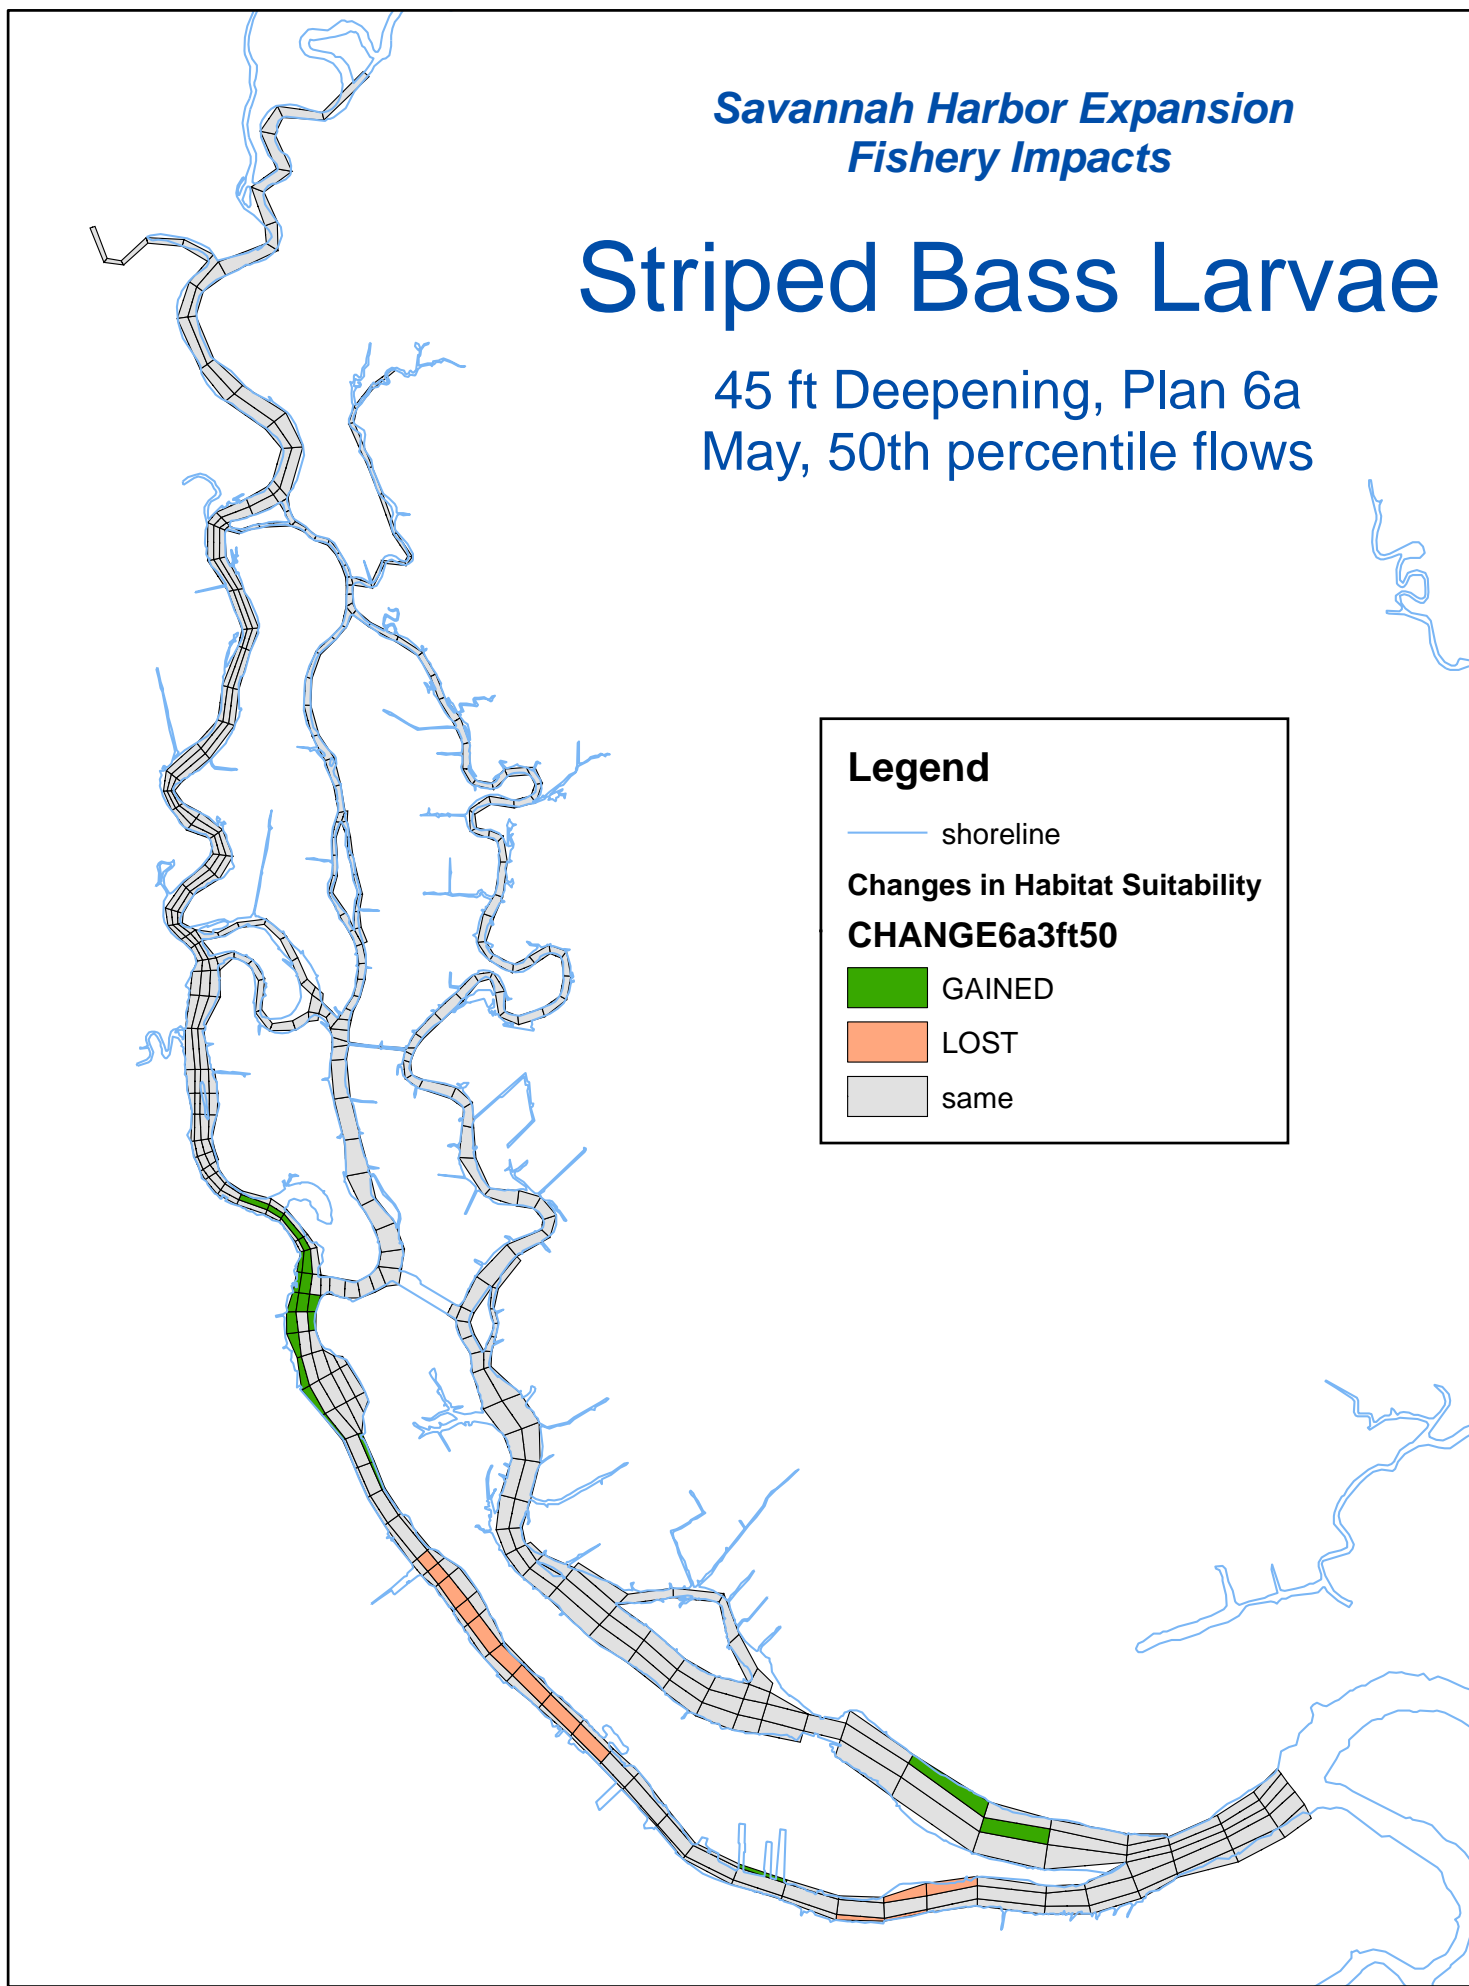 Savannah Harbor Expansion
Fishery Impacts
Striped Bass Larvae
45 ft Deepening, Plan 6a
May, 50th percentile flows
Legend
shoreline
Changes in Habitat Suitability
CHANGE6a3ft50
GAINED
LOST
same